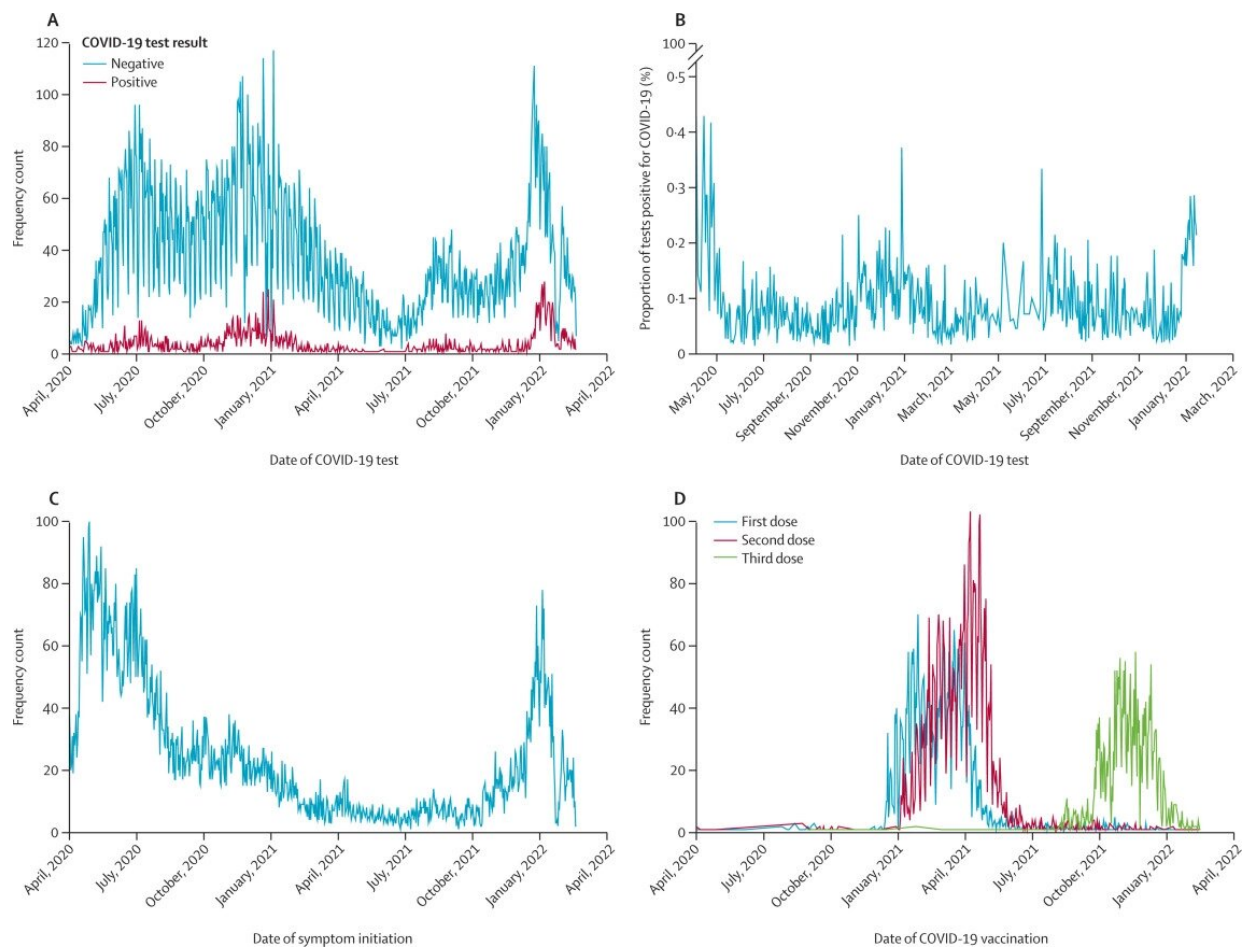 A
COVID-19 test result
Negative
Positive
120
100
80
60
40
20
0
Frequency count
April, 2020
July, 2020
October, 2020
January, 2021
April, 2021
July, 2021
October, 2021
January, 2022
April, 2022
Date of COVID-19 test
B
100
0·5
0·4
0·3
0·2
0·1
0
Proportion of tests positive for COVID-19 (%)
May, 2020
July, 2020
September, 2020
November, 2020
January, 2021
March, 2021
May, 2021
July, 2021
September, 2021
November, 2021
January, 2022
March, 2022
Date of COVID-19 test
C
100
80
60
40
20
0
Frequency count
April, 2020
July, 2020
October, 2020
January, 2021
April, 2021
July, 2021
October, 2021
January, 2022
April, 2022
Date of symptom initiation
D
First dose
Second dose
Third dose
100
80
60
40
20
0
Frequency count
April, 2020
July, 2020
October, 2020
January, 2021
April, 2021
July, 2021
October, 2021
January, 2022
April, 2022
Date of COVID-19 vaccination